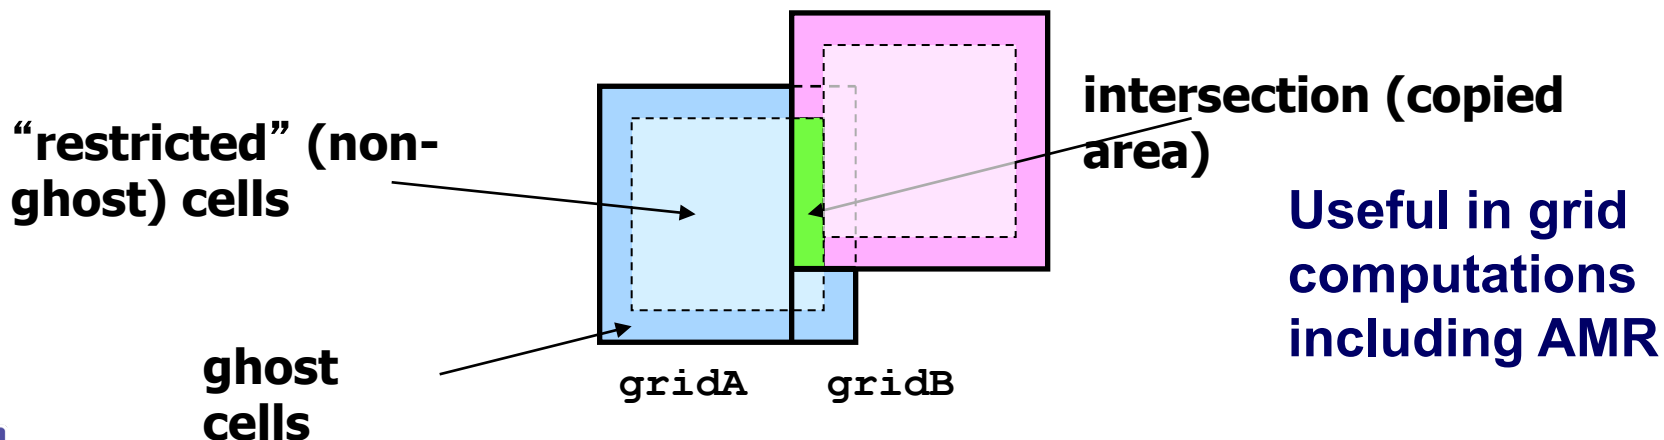 “restricted” (non-
ghost) cells
intersection (copied
area)
Useful in grid
computations
including AMR
ghost
cells
gridA
gridB